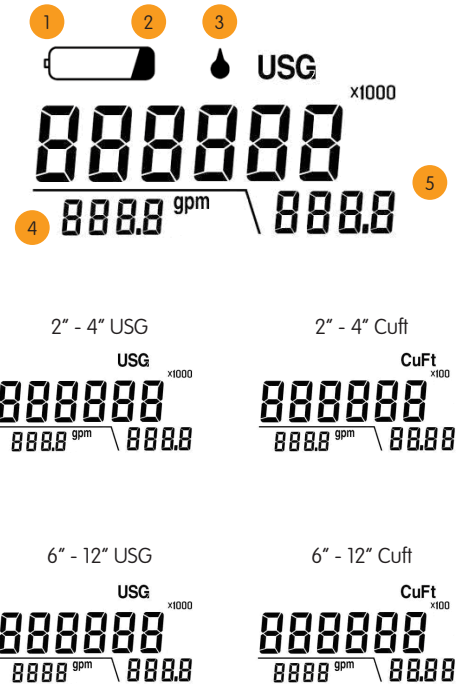 1 2 3
USG
x1000
888888
4 888.8 gpm 888.8 5
2” - 4” USG 2” - 4” Cuft
USG CuFt
x1000 x1000
888888 888888
888.8 gpm 888.8 888.8 gpm 88.88
6” - 12” USG 6” - 12” Cuft
USG CuFt
x1000 x100
888888 888888
8888 gpm 888.8 8888 gpm 88.88